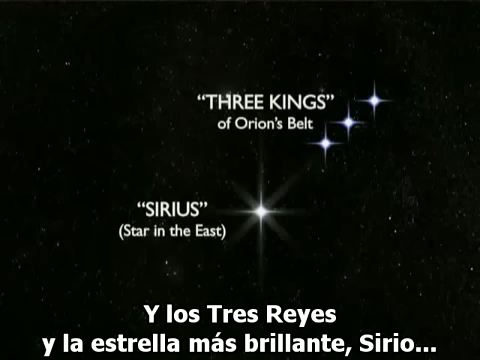 “THREE KINGS”
of Orion’s Belt
“SIRIUS”
(Star in the East)
Y los Tres Reyes
y la estrella más brillante, Sirio...